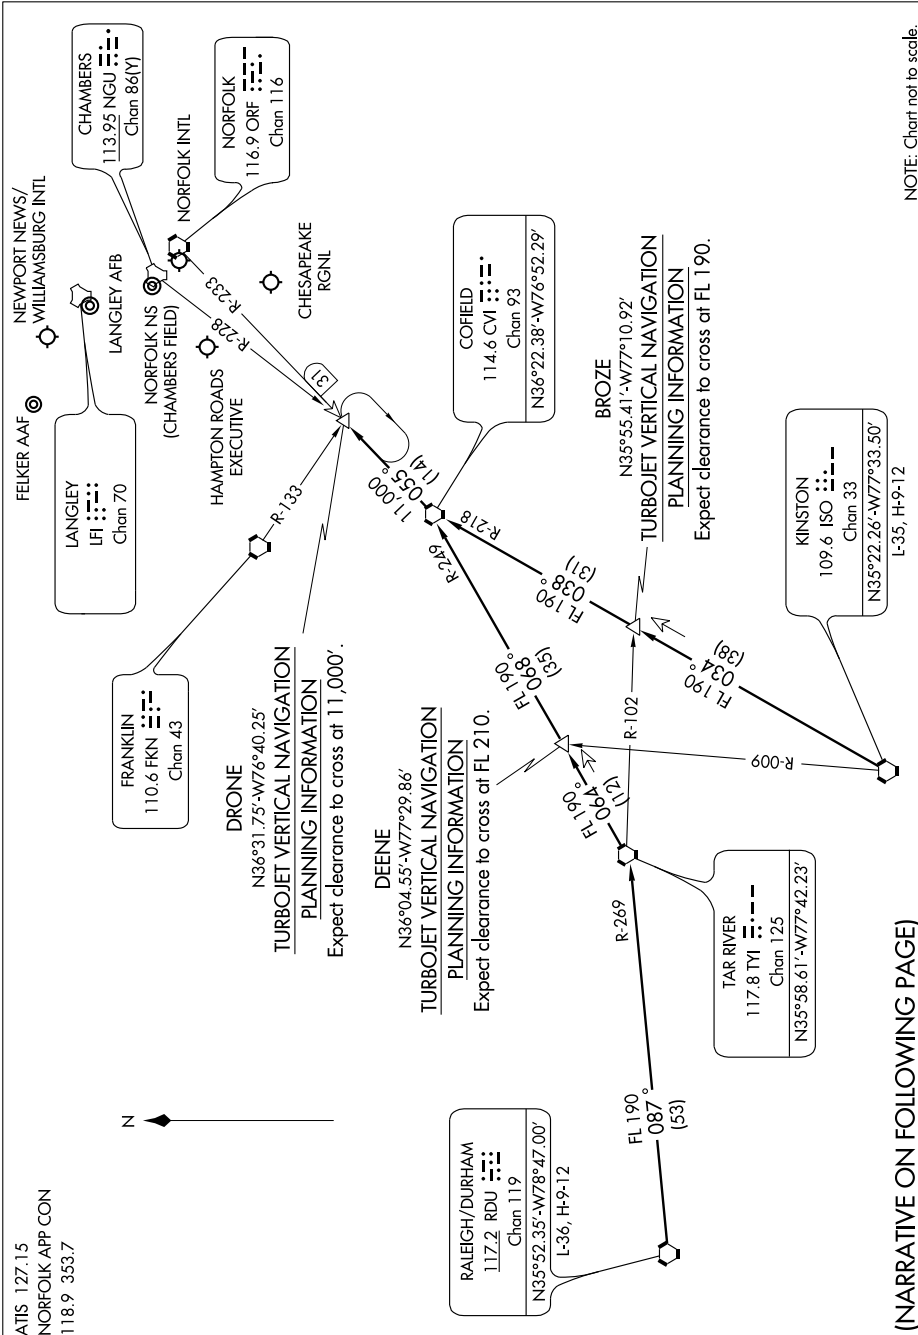 ATIS 127.15
NORFOLK APP CON
118.9 353.7
N
NEWPORT NEWS/
WILLIAMSBURG INTL
FELKER AAF
LANGLEY AFB
LANGLEY
LFI
Chan 70
CHAMBERS
113.95 NGU
Chan 86(Y)
NORFOLK NS
(CHAMBERS FIELD)
NORFOLK INTL
NORFOLK
116.9 ORF
Chan 116
HAMPTON ROADS
EXECUTIVE
CHESAPEAKE
RGNL
R-233
R-228
31
FRANKLIN
110.6 FKN
Chan 43
R-133
DRONE
N36°31.75'-W76°40.25'
TURBOJET VERTICAL NAVIGATION
PLANNING INFORMATION
Expect clearance to cross at 11,000'.
11,000
055°
(14)
COFIELD
114.6 CVI
Chan 93
N36°22.38'-W76°52.29'
R-249
R-218
DEENE
N36°04.55'-W77°29.86'
TURBOJET VERTICAL NAVIGATION
PLANNING INFORMATION
Expect clearance to cross at FL 210.
FL 190
068°
(35)
FL 190
038°
(31)
BROZE
N35°55.41'-W77°10.92'
TURBOJET VERTICAL NAVIGATION
PLANNING INFORMATION
Expect clearance to cross at FL 190.
FL 190
064°
(12)
R-102
R-009
FL 190
034°
(38)
RALEIGH/DURHAM
117.2 RDU
Chan 119
N35°52.35'-W78°47.00'
L-36, H-9-12
FL 190
087°
(53)
R-269
TAR RIVER
117.8 TYI
Chan 125
N35°58.61'-W77°42.23'
KINSTON
109.6 ISO
Chan 33
N35°22.26'-W77°33.50'
L-35, H-9-12
(NARRATIVE ON FOLLOWING PAGE)
NOTE: Chart not to scale.